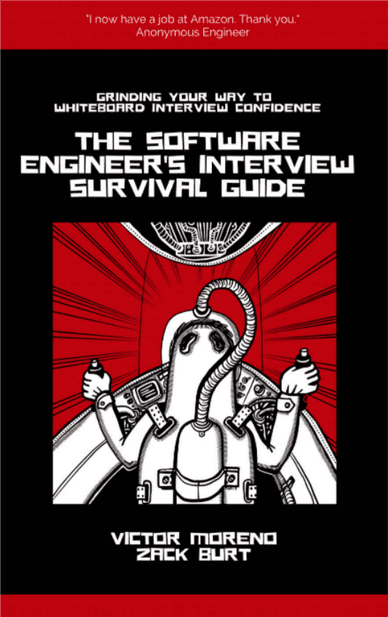 "I now have a job at Amazon. Thank you."
Anonymous Engineer
GRINDING YOUR WAY TO
WHITEBOARD INTERVIEW CONFIDENCE
THE SOFTWARE
ENGINEER'S INTERVIEW
SURVIVAL GUIDE
VICTOR MORENO
ZACK BURT